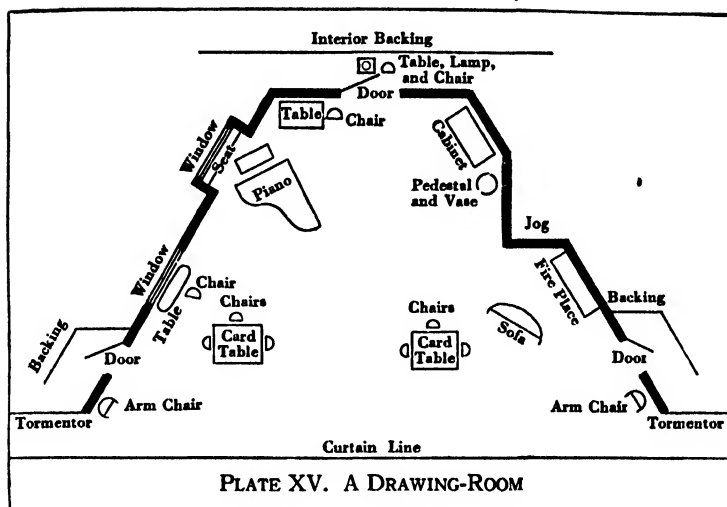 Interior Backing
Table, Lamp,
and Chair
Door
Table
Chair
Window
Seat
Cabinet
Piano
Pedestal
and Vase
Jog
Window
Chair
Table
Fire Place
Backing
Chairs
Card
Table
Chairs
Card
Table
Sofa
Backing
Door
Door
Arm Chair
Arm Chair
Tormentor
Tormentor
Curtain Line
PLATE XV. A DRAWING-ROOM